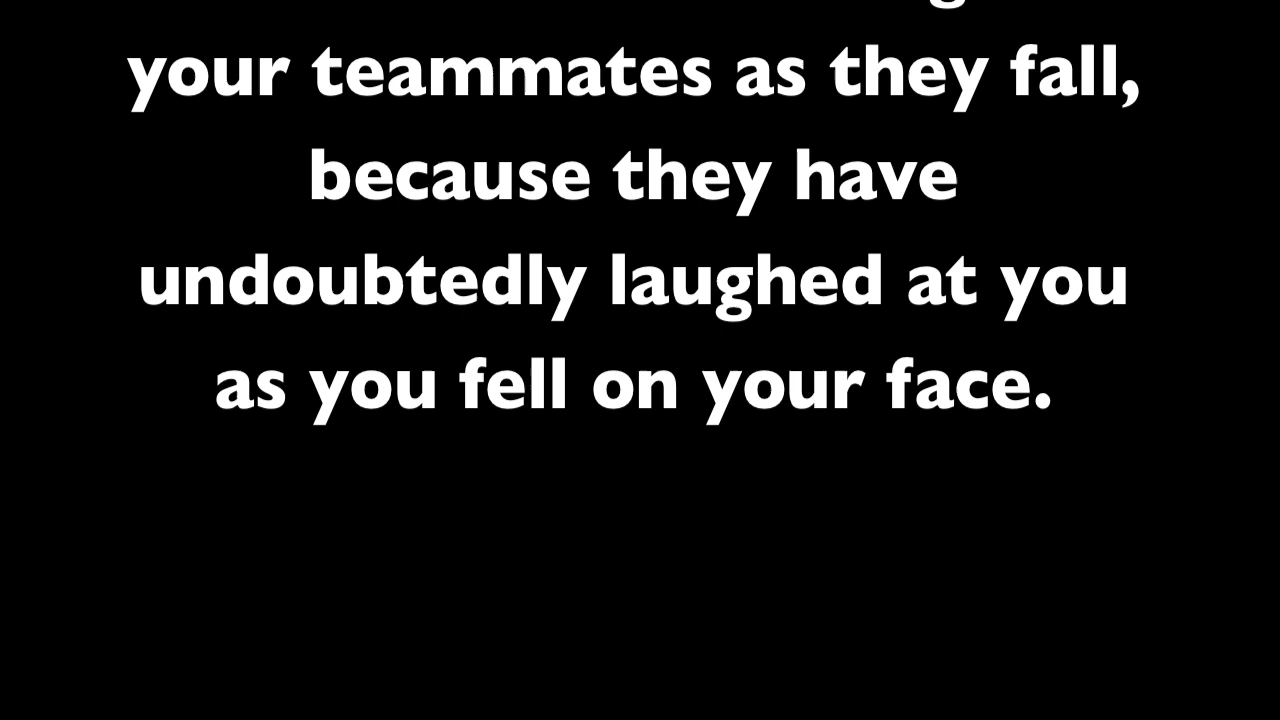 your teammates as they fall,
because they have
undoubtedly laughed at you
as you fell on your face.